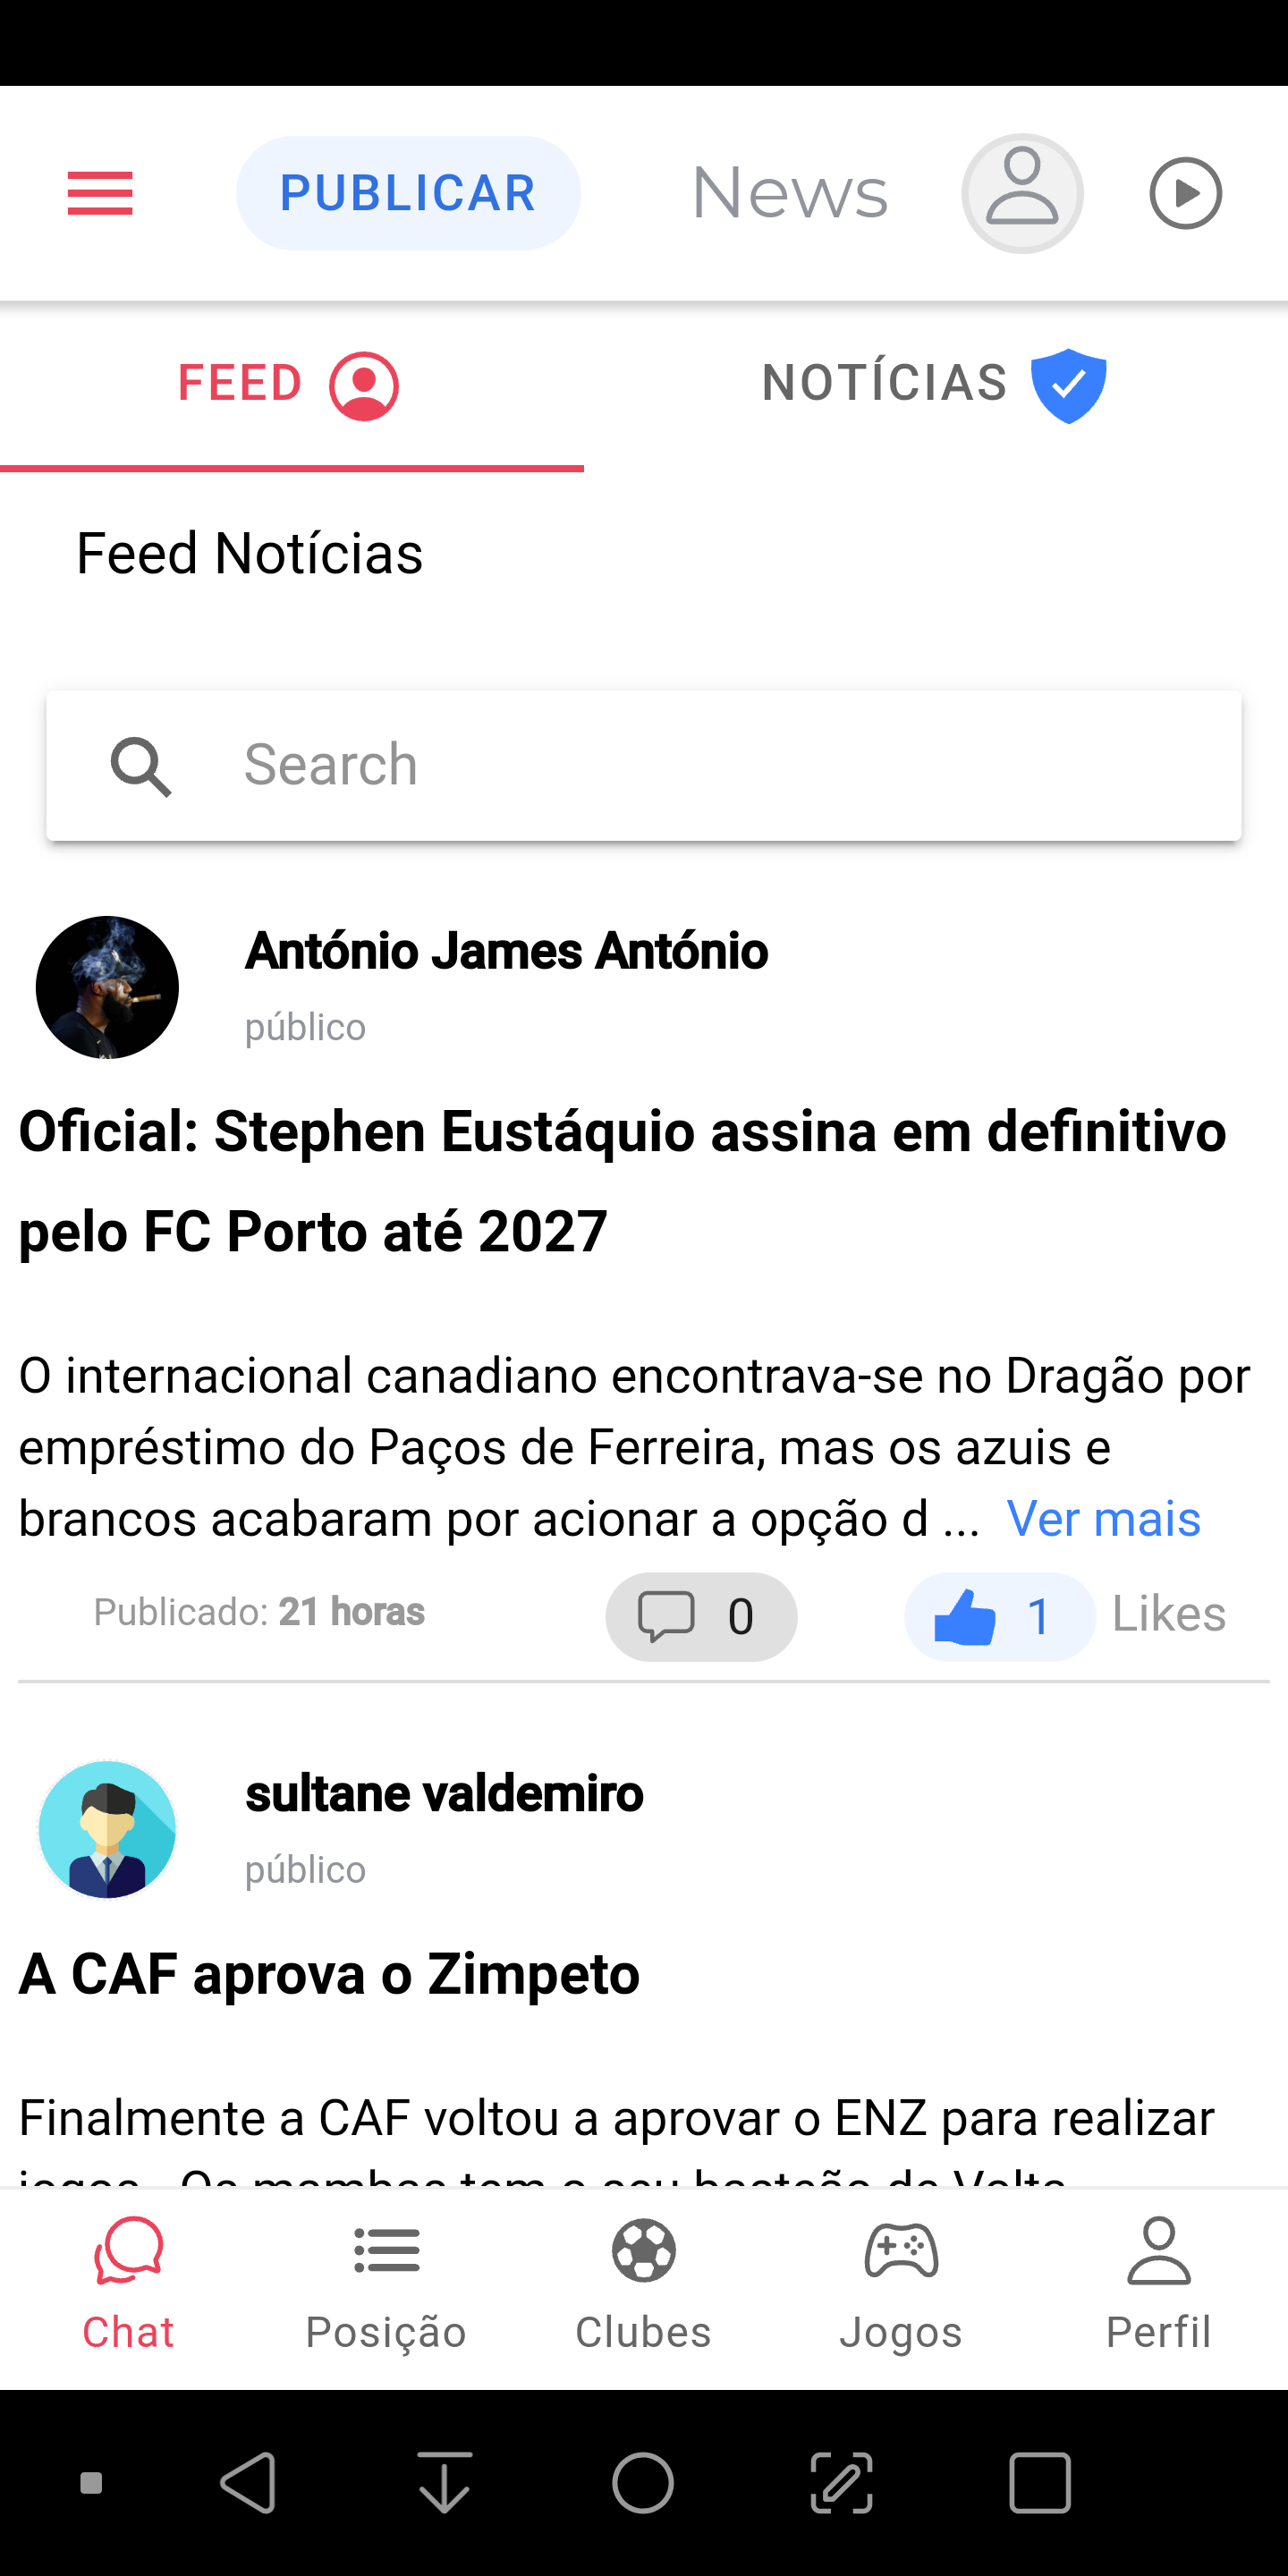 PUBLICAR News
FEED NOTÍCIAS
Feed Notícias
Search
António James António
público
Oficial: Stephen Eustáquio assina em definitivo
pelo FC Porto até 2027
O internacional canadiano encontrava-se no Dragão por
empréstimo do Paços de Ferreira, mas os azuis e
brancos acabaram por acionar a opção d ... Ver mais
Publicado: 21 horas 0 1 Likes
sultane valdemiro
público
A CAF aprova o Zimpeto
Finalmente a CAF voltou a aprovar o ENZ para realizar
Chat Posição Clubes Jogos Perfil